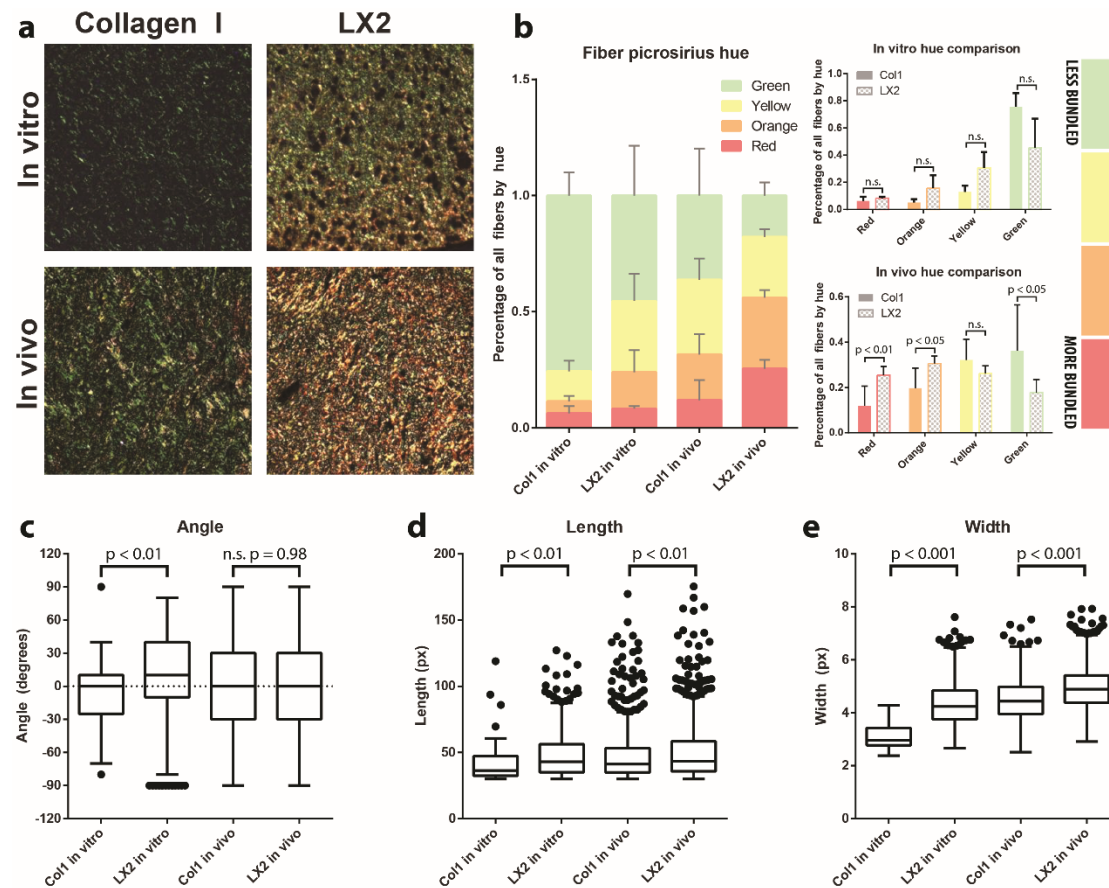 a
Collagen I
LX2
In vitro
In vivo
b
Fiber picrosirius hue
Percentage of all fibers by hue
1.5
1.0
0.5
0.0
Green
Yellow
Orange
Red
Col1 in vitro
LX2 in vitro
Col1 in vivo
LX2 in vivo
In vitro hue comparison
Percentage of all fibers by hue
1.0
0.8
0.6
0.4
0.2
0.0
Col1
LX2
n.s.
n.s.
n.s.
n.s.
Red
Orange
Yellow
Green
In vivo hue comparison
Percentage of all fibers by hue
0.6
0.4
0.2
0.0
Col1
LX2
p < 0.01
p < 0.05
n.s.
p < 0.05
Red
Orange
Yellow
Green
LESS BUNDLED
MORE BUNDLED
c
Angle
Angle (degrees)
120
90
60
30
0
-30
-60
-90
-120
p < 0.01
n.s. p = 0.98
Col1 in vitro
LX2 in vitro
Col1 in vivo
LX2 in vivo
d
Length
Length (px)
200
150
100
50
0
p < 0.01
p < 0.01
Col1 in vitro
LX2 in vitro
Col1 in vivo
LX2 in vivo
e
Width
Width (px)
10
8
6
4
2
0
p < 0.001
p < 0.001
Col1 in vitro
LX2 in vitro
Col1 in vivo
LX2 in vivo